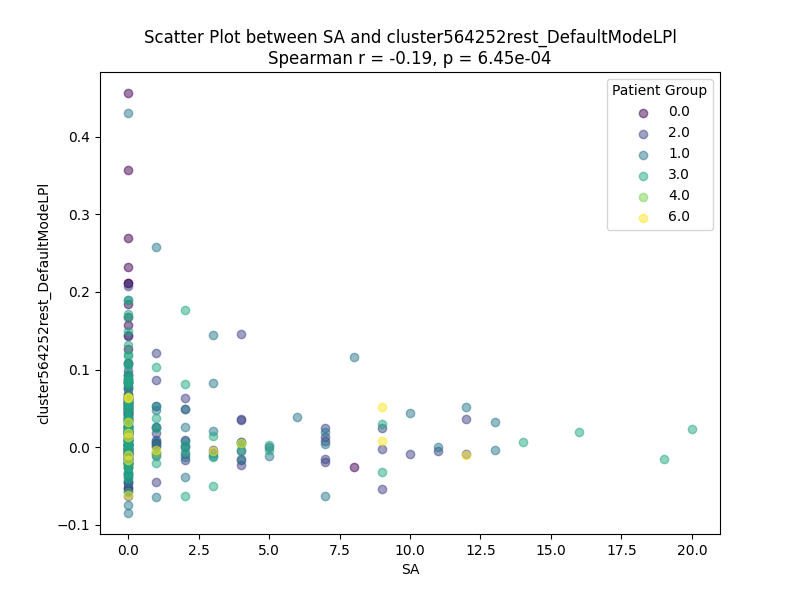 Scatter Plot between SA and cluster564252rest_DefaultModeLPl
Spearman r = -0.19, p = 6.45e-04
Patient Group
0.0
2.0
1.0
3.0
4.0
6.0
cluster564252rest_DefaultModeLPl
0.4
0.3
0.2
0.1
0.0
−0.1
0.0 2.5 5.0 7.5 10.0 12.5 15.0 17.5 20.0
SA